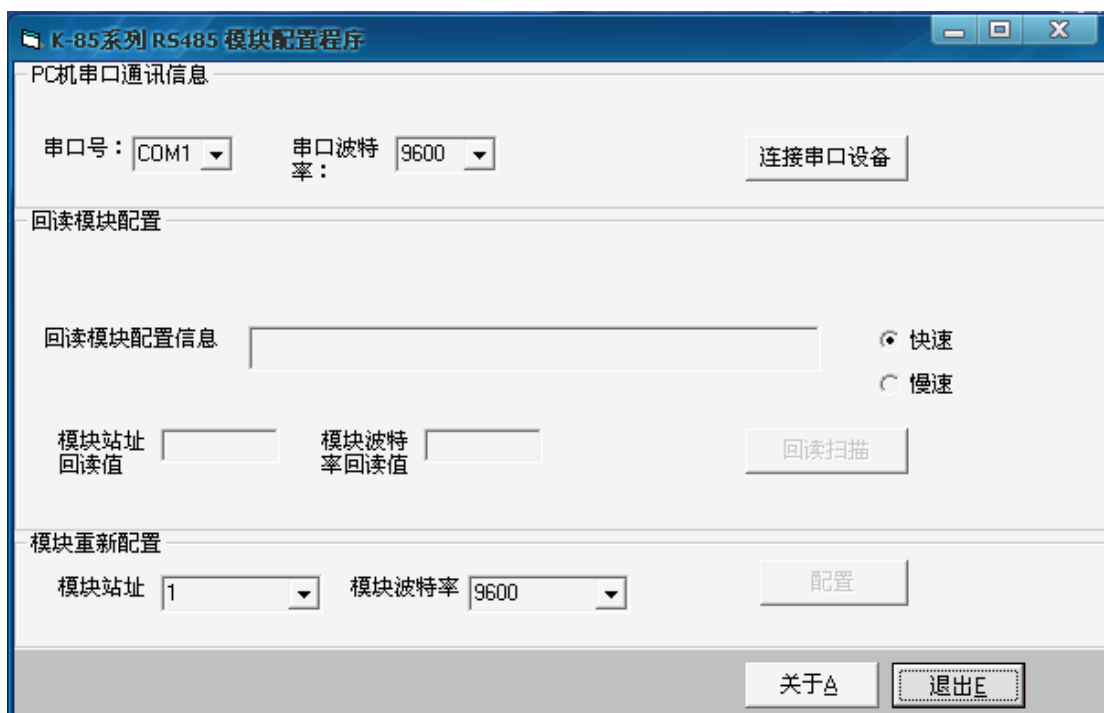 K-85系列 RS485 模块配置程序
PC机串口通讯信息
串口号：
COM1
串口波特
率：
9600
连接串口设备
回读模块配置
回读模块配置信息
快速
慢速
模块站址
回读值
模块波特
率回读值
回读扫描
模块重新配置
模块站址
1
模块波特率
9600
配置
关于A
退出E